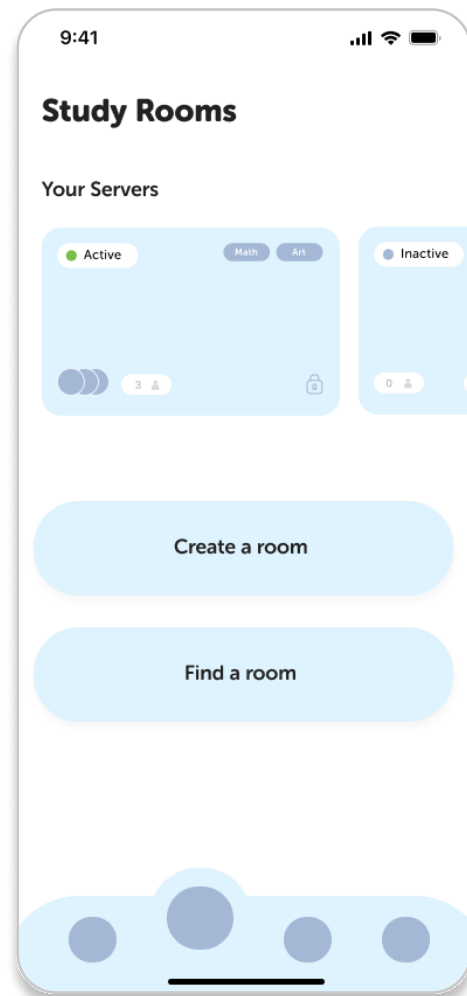 9:41
Study Rooms
Your Servers
Active
Math
Art
Inactive
3
0
Create a room
Find a room